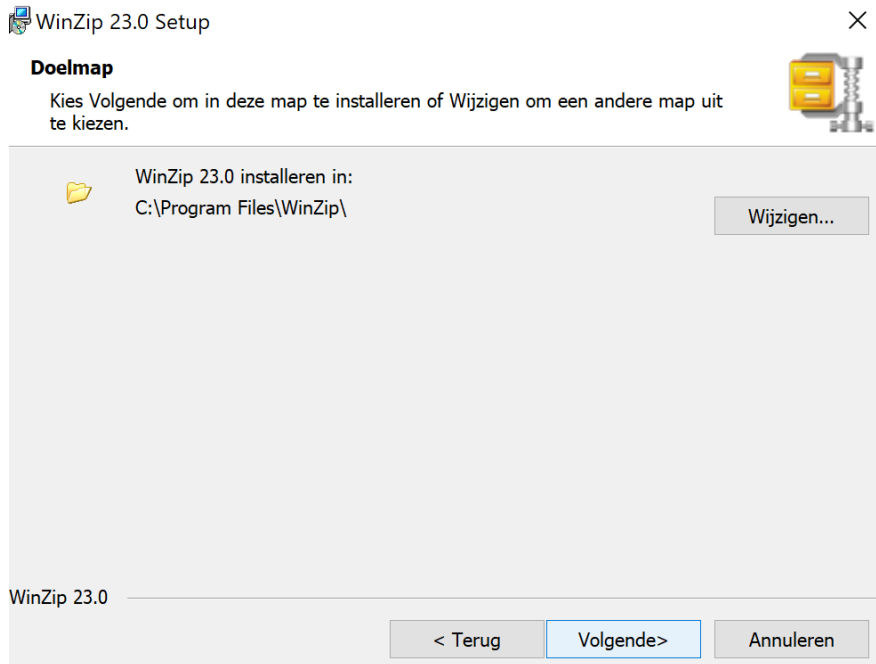 WinZip 23.0 Setup
Doelmap
Kies Volgende om in deze map te installeren of Wijzigen om een andere map uit
te kiezen.
WinZip 23.0 installeren in:
C:\Program Files\WinZip\
Wijzigen...
WinZip 23.0
< Terug
Volgende>
Annuleren